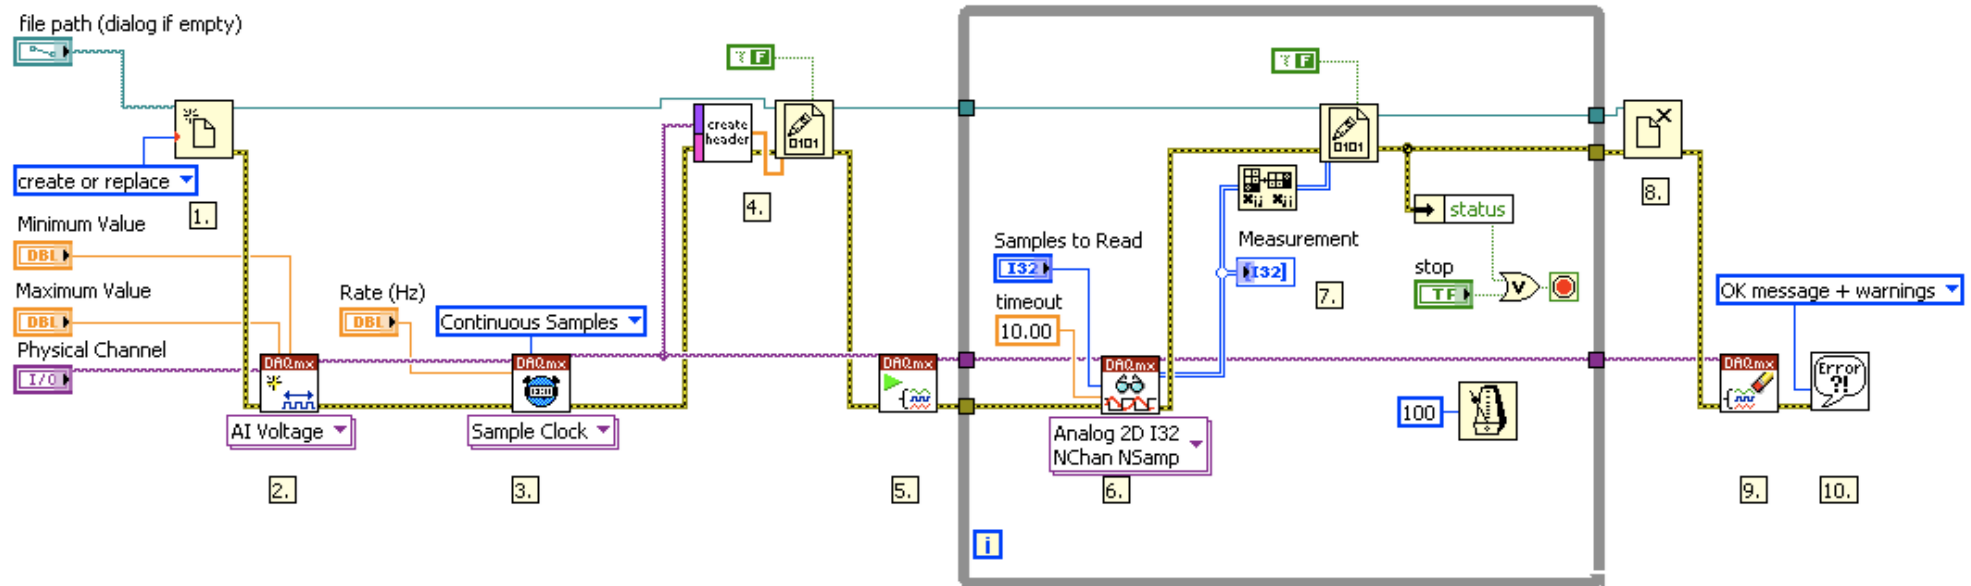 file path (dialog if empty)
create or replace
1.
Minimum Value
DBL
Maximum Value
DBL
Physical Channel
I/O
DAQmx
AI Voltage
2.
Rate (Hz)
DBL
Continuous Samples
DAQmx
Sample Clock
3.
F
create
header
0101
4.
DAQmx
5.
Samples to Read
I32
timeout
10.00
DAQmx
Analog 2D I32
NChan NSamp
6.
F
0101
Measurement
[I32]
7.
status
stop
TF
100
i
8.
OK message + warnings
DAQmx
9.
Error
?!
10.